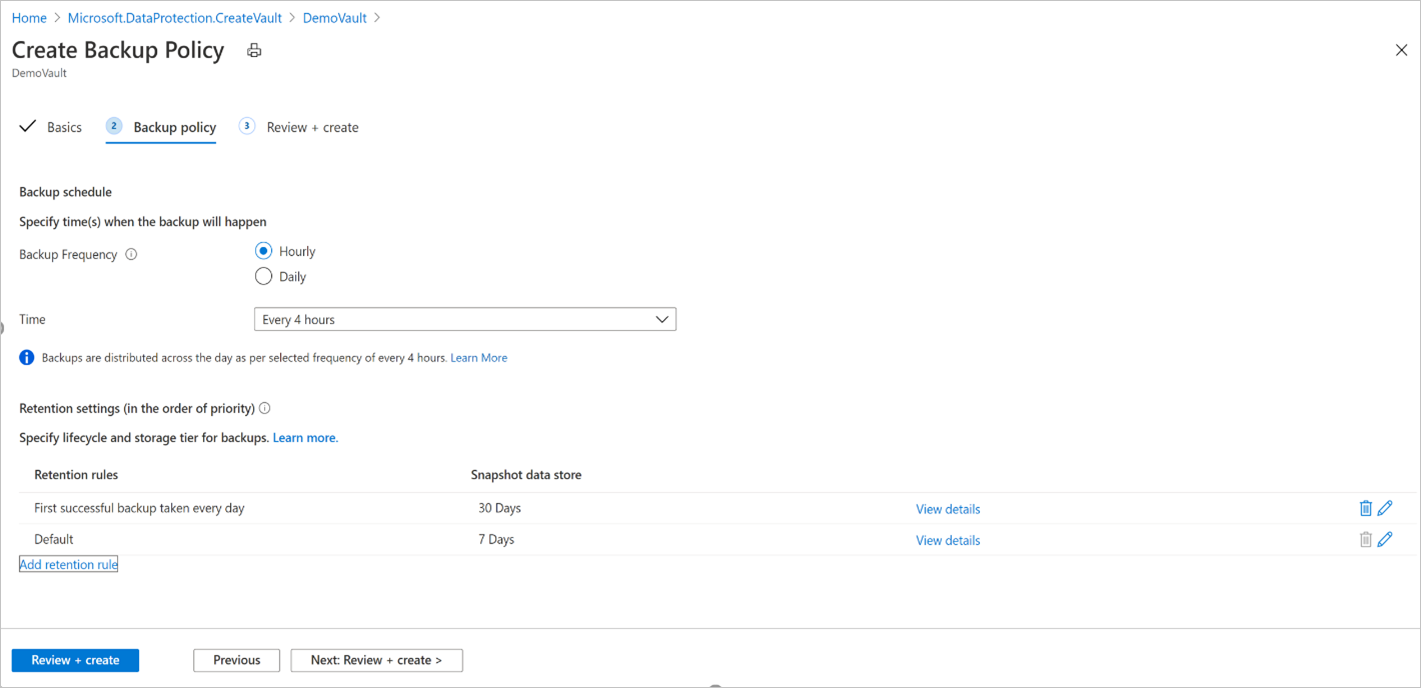 Home > Microsoft.DataProtection.CreateVault > DemoVault >
Create Backup Policy
DemoVault
Basics 2 Backup policy 3 Review + create
Backup schedule
Specify time(s) when the backup will happen
Backup Frequency Hourly
Daily
Time Every 4 hours
Backups are distributed across the day as per selected frequency of every 4 hours. Learn More
Retention settings (in the order of priority)
Specify lifecycle and storage tier for backups. Learn more.
Retention rules Snapshot data store
First successful backup taken every day 30 Days View details
Default 7 Days View details
Add retention rule
Review + create Previous Next: Review + create >